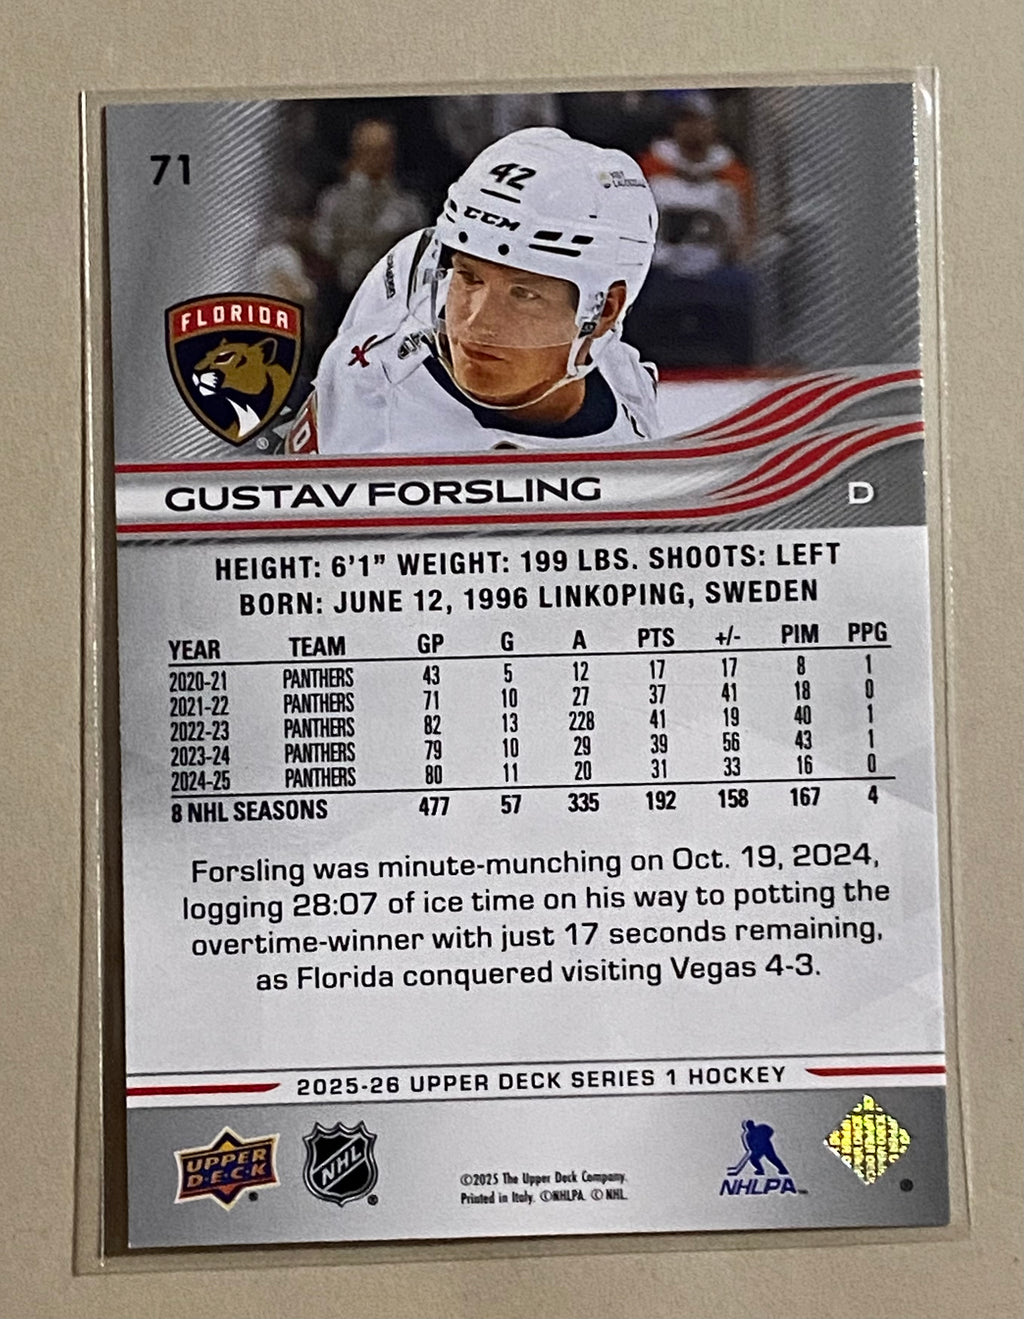 71
42
CCM
FLORIDA
GUSTAV FORSLING
D
HEIGHT: 6'1" WEIGHT: 199 LBS. SHOOTS: LEFT
BORN: JUNE 12, 1996 LINKOPING, SWEDEN
YEAR TEAM GP G A PTS +/- PIM PPG
2020-21 PANTHERS 43 5 12 17 17 8 1
2021-22 PANTHERS 71 10 27 37 41 18 0
2022-23 PANTHERS 82 13 228 41 19 40 1
2023-24 PANTHERS 79 10 29 39 56 43 1
2024-25 PANTHERS 80 11 20 31 33 16 0
8 NHL SEASONS 477 57 335 192 158 167 4
Forsling was minute-munching on Oct. 19, 2024,
logging 28:07 of ice time on his way to potting the
overtime-winner with just 17 seconds remaining,
as Florida conquered visiting Vegas 4-3.
2025-26 UPPER DECK SERIES 1 HOCKEY
UPPER
D·E·C·K
NHL
©2025 The Upper Deck Company.
Printed in Italy. ©NHLPA. © NHL.
NHLPA